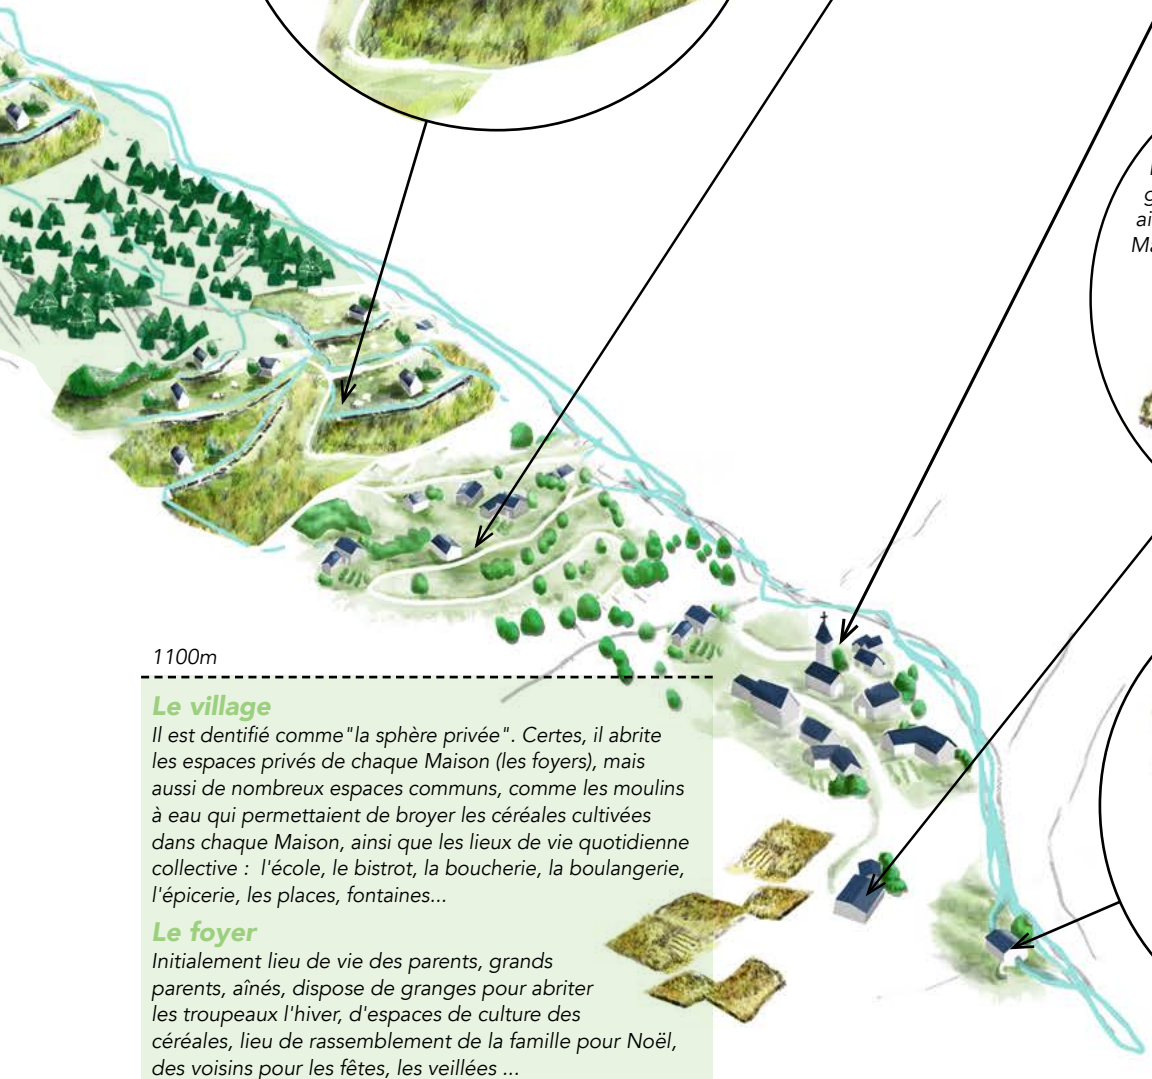 1100m
Le village
Il est dentifié comme"la sphère privée". Certes, il abrite
les espaces privés de chaque Maison (les foyers), mais
aussi de nombreux espaces communs, comme les moulins
à eau qui permettaient de broyer les céréales cultivées
dans chaque Maison, ainsi que les lieux de vie quotidienne
collective : l'école, le bistrot, la boucherie, la boulangerie,
l'épicerie, les places, fontaines...
Le foyer
Initialement lieu de vie des parents, grands
parents, aînés, dispose de granges pour abriter
les troupeaux l'hiver, d'espaces de culture des
céréales, lieu de rassemblement de la famille pour Noël,
des voisins pour les fêtes, les veillées ...